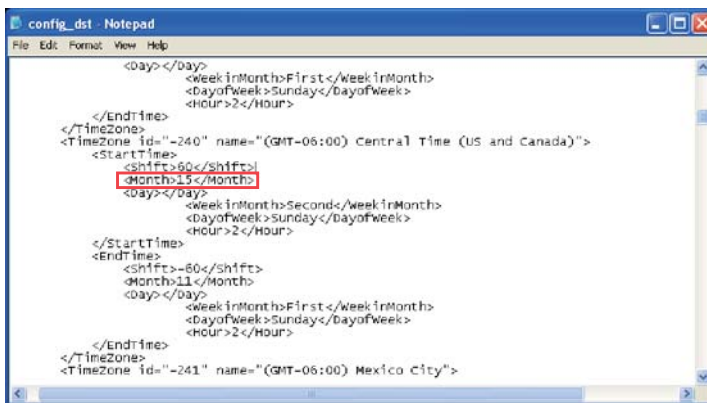 config_dst - Notepad
File Edit Format View Help
<Day></Day>
<WeekinMonth>First</WeekinMonth>
<DayofWeek>Sunday</DayofWeek>
<Hour>2</Hour>
</EndTime>
</TimeZone>
<TimeZone id="-240" name="(GMT-06:00) Central Time (US and Canada)">
<StartTime>
<Shift>60</Shift>
<Month>15</Month>
<Day></Day>
<WeekinMonth>Second</WeekinMonth>
<DayofWeek>Sunday</DayofWeek>
<Hour>2</Hour>
</StartTime>
<EndTime>
<Shift>-60</Shift>
<Month>11</Month>
<Day></Day>
<WeekinMonth>First</WeekinMonth>
<DayofWeek>Sunday</DayofWeek>
<Hour>2</Hour>
</EndTime>
</TimeZone>
<TimeZone id="-241" name="(GMT-06:00) Mexico City">